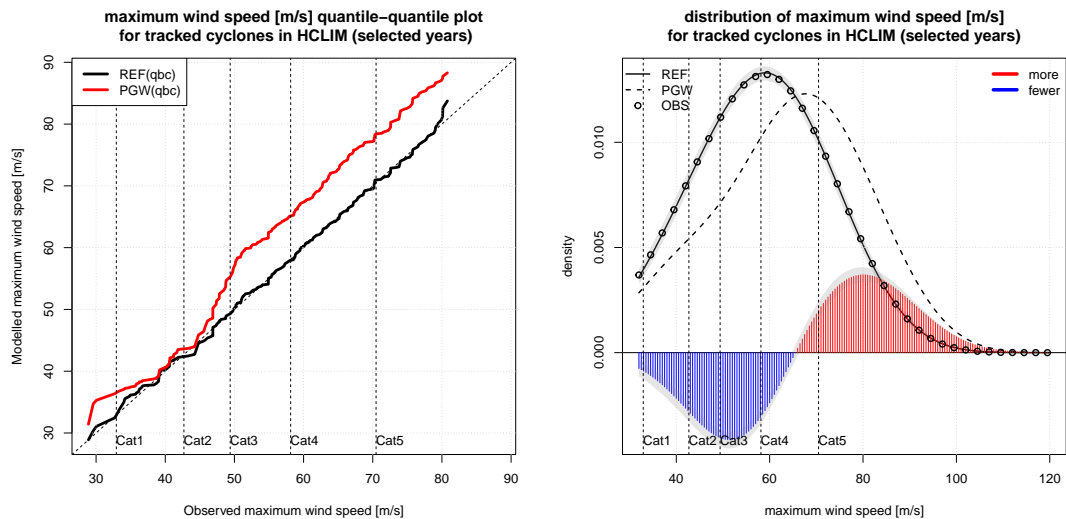 maximum wind speed [m/s] quantile−quantile plot
for tracked cyclones in HCLIM (selected years)
REF(qbc)
PGW(qbc)
90
80
70
60
50
40
30
Modelled maximum wind speed [m/s]
Cat1 Cat2 Cat3 Cat4 Cat5
30 40 50 60 70 80 90
Observed maximum wind speed [m/s]
distribution of maximum wind speed [m/s]
for tracked cyclones in HCLIM (selected years)
REF
PGW
OBS
more
fewer
0.010
0.005
0.000
density
Cat1 Cat2 Cat3 Cat4 Cat5
40 60 80 100 120
maximum wind speed [m/s]